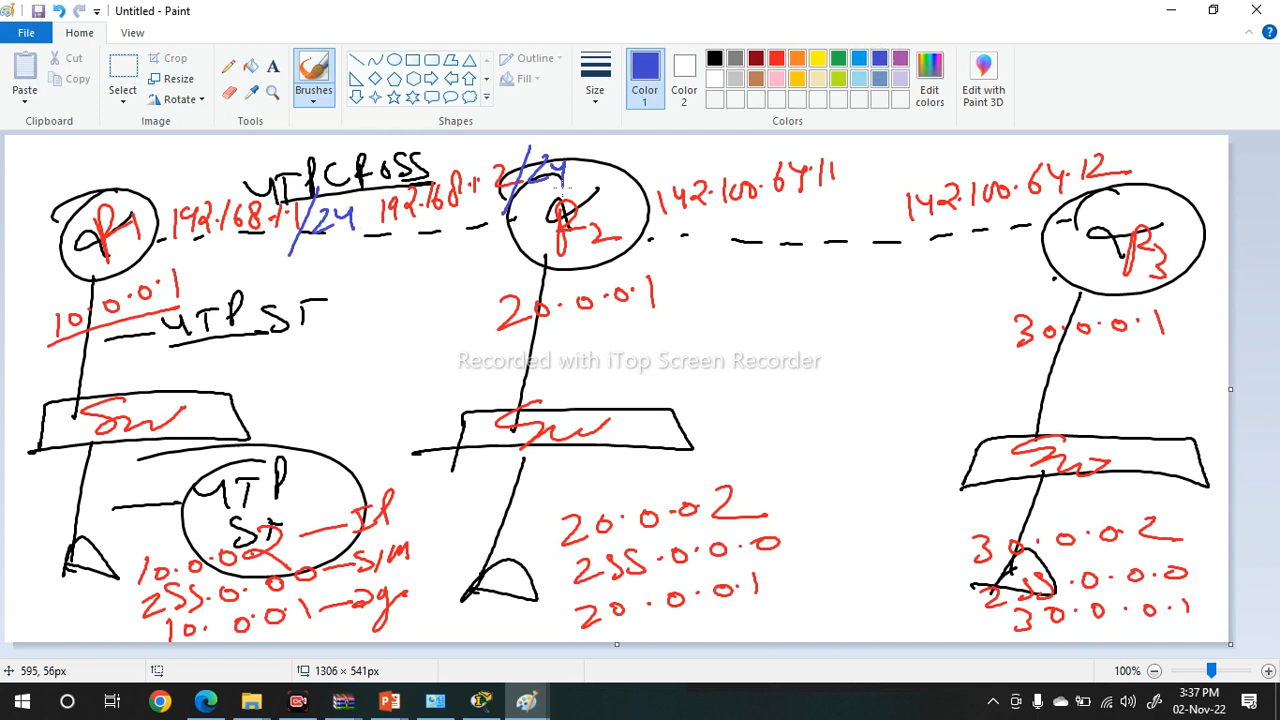 Untitled - Paint
File
Home
View
Paste
Cut
Copy
Clipboard
Select
Crop
Resize
Rotate
Image
Tools
Brushes
Outline
Fill
Shapes
Size
Color 1
Color 2
Edit colors
Edit with Paint 3D
Colors
UTP CROSS
192.168.1.1
/24
192.168.1.2
/24
142.100.64.11
142.100.64.12
R1
R2
R3
10.0.0.1
UTP ST
20.0.0.1
30.0.0.1
Recorded with iTop Screen Recorder
SW
SW
SW
UTP
ST
10.0.0.2 — IP
255.0.0.0 — S/M
10.0.0.1
20.0.0.2
255.0.0.0
20.0.0.1
30.0.0.2
255.0.0.0
30.0.0.1
595, 56px
1306 × 541px
100%
3:37 PM
02-Nov-22